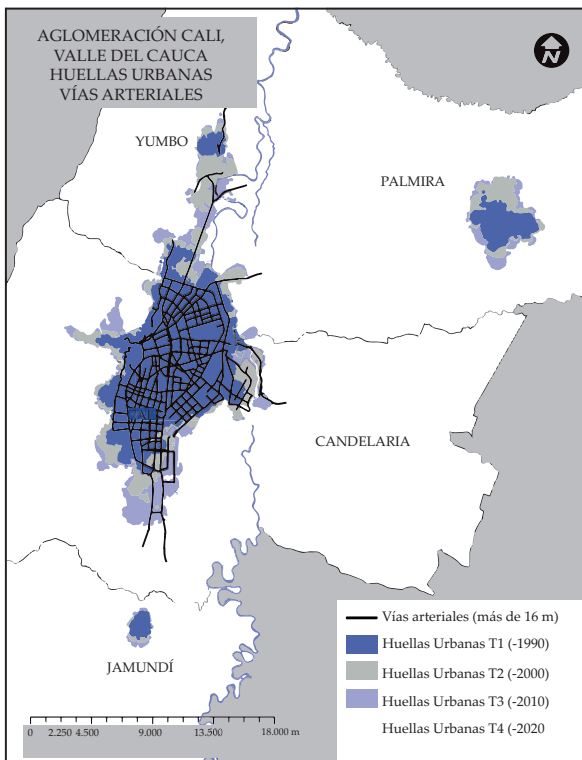 AGLOMERACIÓN CALI,
VALLE DEL CAUCA
HUELLAS URBANAS
VÍAS ARTERIALES
N
YUMBO
PALMIRA
CALI
CANDELARIA
JAMUNDÍ
Vías arteriales (más de 16 m)
Huellas Urbanas T1 (-1990)
Huellas Urbanas T2 (-2000)
Huellas Urbanas T3 (-2010)
Huellas Urbanas T4 (-2020
0 2.250 4.500 9.000 13.500 18.000 m